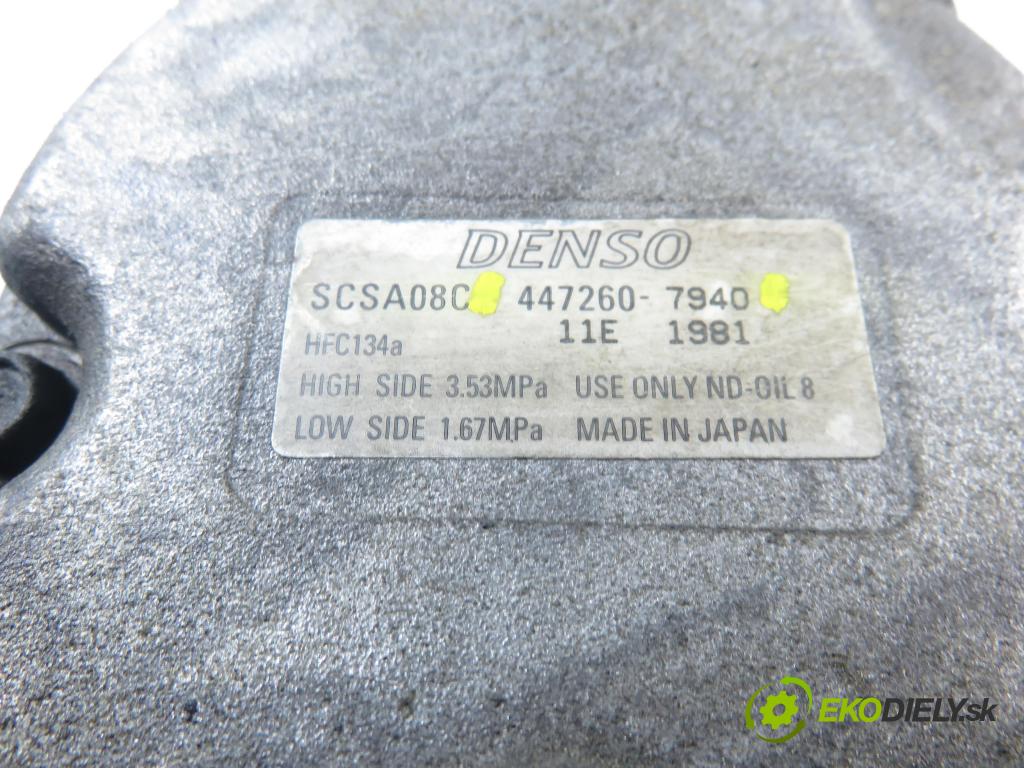 DENSO
SCSA08C 447260-7940
11E 1981
HFC134a
HIGH SIDE 3.53MPa USE ONLY ND-OIL 8
LOW SIDE 1.67MPa MADE IN JAPAN
EKODIELY.sk